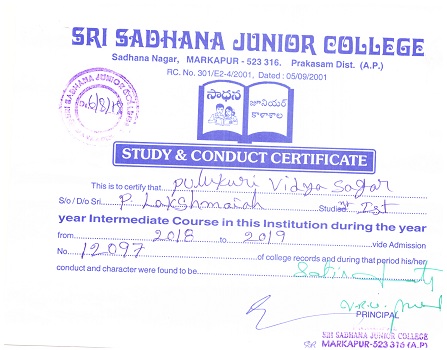 SRI SADHANA JUNIOR COLLEGE
Sadhana Nagar, MARKAPUR - 523 316. Prakasam Dist. (A.P.)
RC. No. 301/E2-4/2001, Dated : 05/09/2001
సాధన జూనియర్ కళాశాల
STUDY & CONDUCT CERTIFICATE
This is to certify that pulukuri Vidya Sagar
S/o / D/o Sri. P. Lakshmaiah Studied Ist
year Intermediate Course in this Institution during the year
from 2018 to 2019 vide Admission
No. 12097 of college records and during that period his/her
conduct and character were found to be
PRINCIPAL
SRI SADHANA JUNIOR COLLEGE
MARKAPUR-523 316 (A.P)